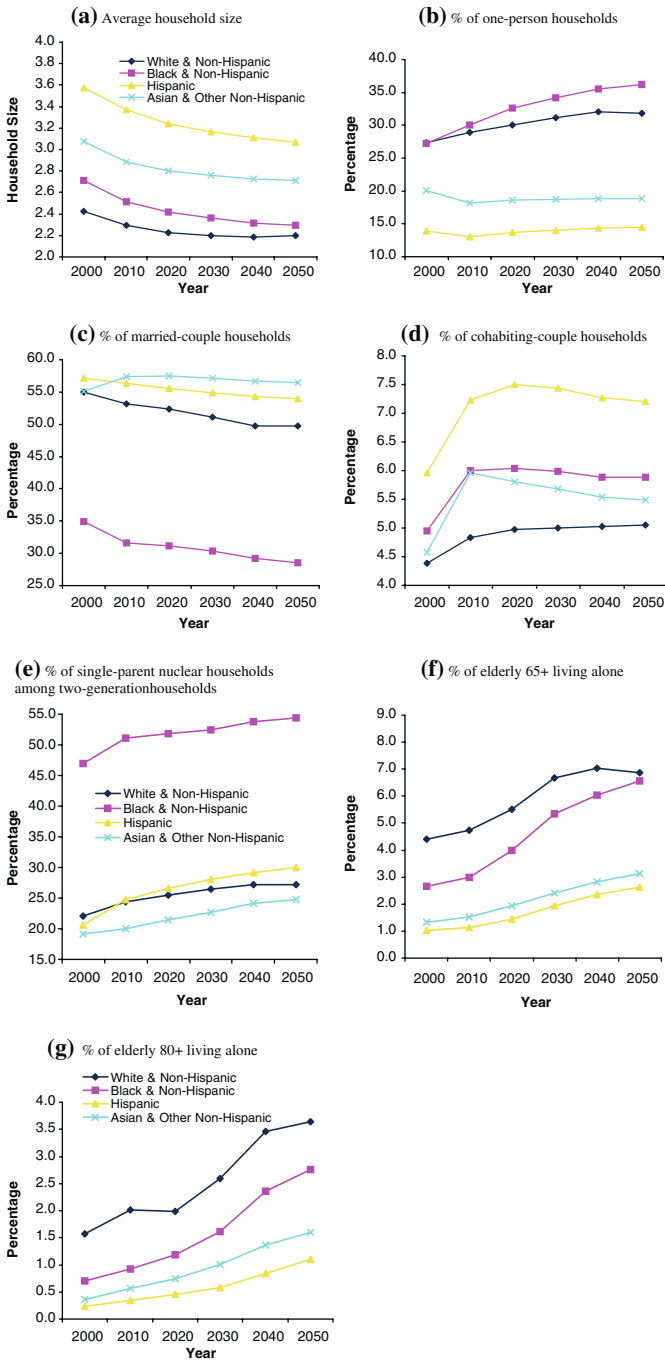 (a) Average household size
4.0
3.8
3.6
3.4
3.2
3.0
2.8
2.6
2.4
2.2
2.0
Household Size
White & Non-Hispanic
Black & Non-Hispanic
Hispanic
Asian & Other Non-Hispanic
2000 2010 2020 2030 2040 2050
Year
(b) % of one-person households
40.0
35.0
30.0
25.0
20.0
15.0
10.0
Percentage
2000 2010 2020 2030 2040 2050
Year
(c) % of married-couple households
60.0
55.0
50.0
45.0
40.0
35.0
30.0
25.0
Percentage
2000 2010 2020 2030 2040 2050
Year
(d) % of cohabiting-couple households
8.0
7.5
7.0
6.5
6.0
5.5
5.0
4.5
4.0
Percentage
2000 2010 2020 2030 2040 2050
Year
(e) % of single-parent nuclear households
among two-generationhouseholds
55.0
50.0
45.0
40.0
35.0
30.0
25.0
20.0
15.0
Percentage
White & Non-Hispanic
Black & Non-Hispanic
Hispanic
Asian & Other Non-Hispanic
2000 2010 2020 2030 2040 2050
Year
(f) % of elderly 65+ living alone
9.0
8.0
7.0
6.0
5.0
4.0
3.0
2.0
1.0
0.0
Percentage
2000 2010 2020 2030 2040 2050
Year
(g) % of elderly 80+ living alone
White & Non-Hispanic
Black & Non-Hispanic
Hispanic
Asian & Other Non-Hispanic
4.0
3.5
3.0
2.5
2.0
1.5
1.0
0.5
0.0
Percentage
2000 2010 2020 2030 2040 2050
Year